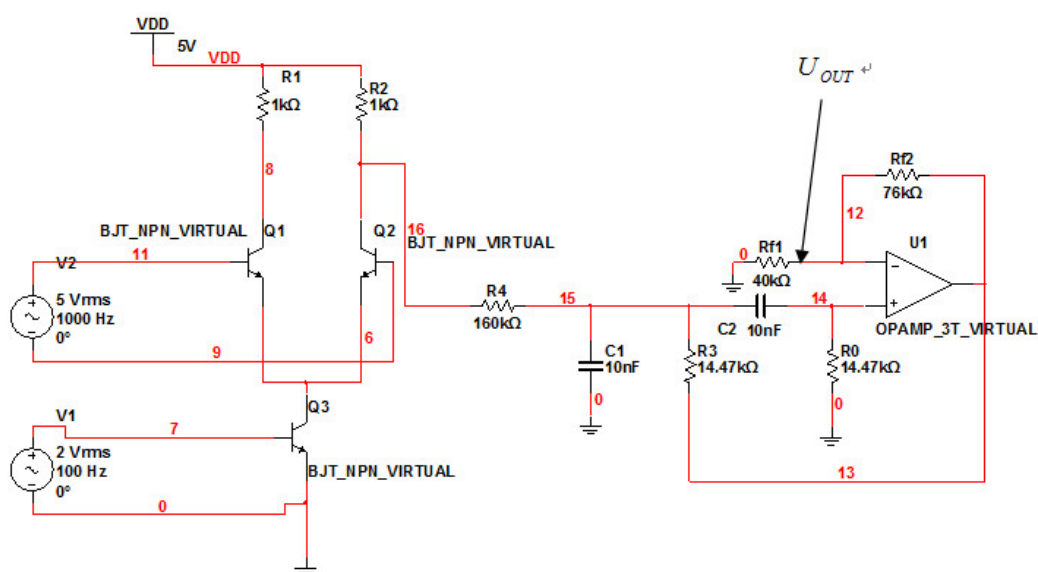 VDD
5V
VDD
R1
1kΩ
R2
1kΩ
U_OUT ↵
8
Rf2
76kΩ
12
BJT_NPN_VIRTUAL
Q1
Q2
16
BJT_NPN_VIRTUAL
U1
11
V2
0
Rf1
40kΩ
5 Vrms
1000 Hz
0°
R4
160kΩ
15
14
OPAMP_3T_VIRTUAL
9
6
C2
10nF
C1
10nF
R3
14.47kΩ
R0
14.47kΩ
0
0
Q3
V1
7
2 Vrms
100 Hz
0°
BJT_NPN_VIRTUAL
13
0